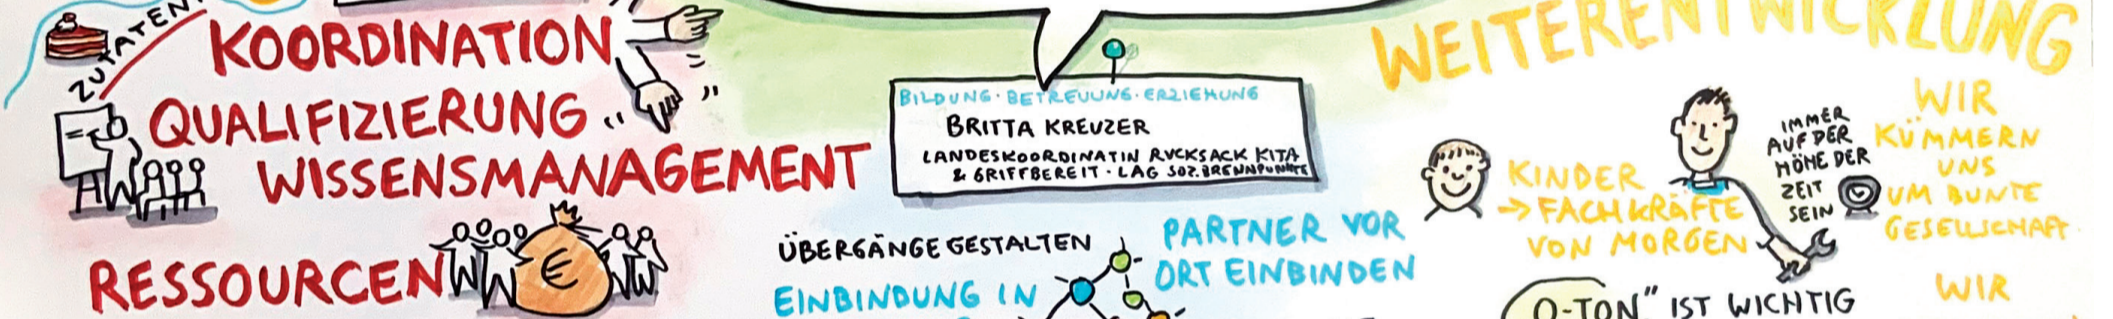 ZUTATEN
KOORDINATION
QUALIFIZIERUNG
WISSENSMANAGEMENT
RESSOURCEN
€
BILDUNG · BETREUUNG · ERZIEHUNG
BRITTA KREUZER
LANDESKOORDINATIN RUCKSACK KITA
& GRIFFBEREIT · LAG SOZ. BRENNPUNKTE
ÜBERGÄNGE GESTALTEN
EINBINDUNG IN
PARTNER VOR
ORT EINBINDEN
WEITERENTWICKLUNG
KINDER
→ FACHKRÄFTE
VON MORGEN
IMMER
AUF DER
HÖHE DER
ZEIT
SEIN
WIR
KÜMMERN
UNS
UM BUNTE
GESELLSCHAFT
WIR
O-TON" IST WICHTIG